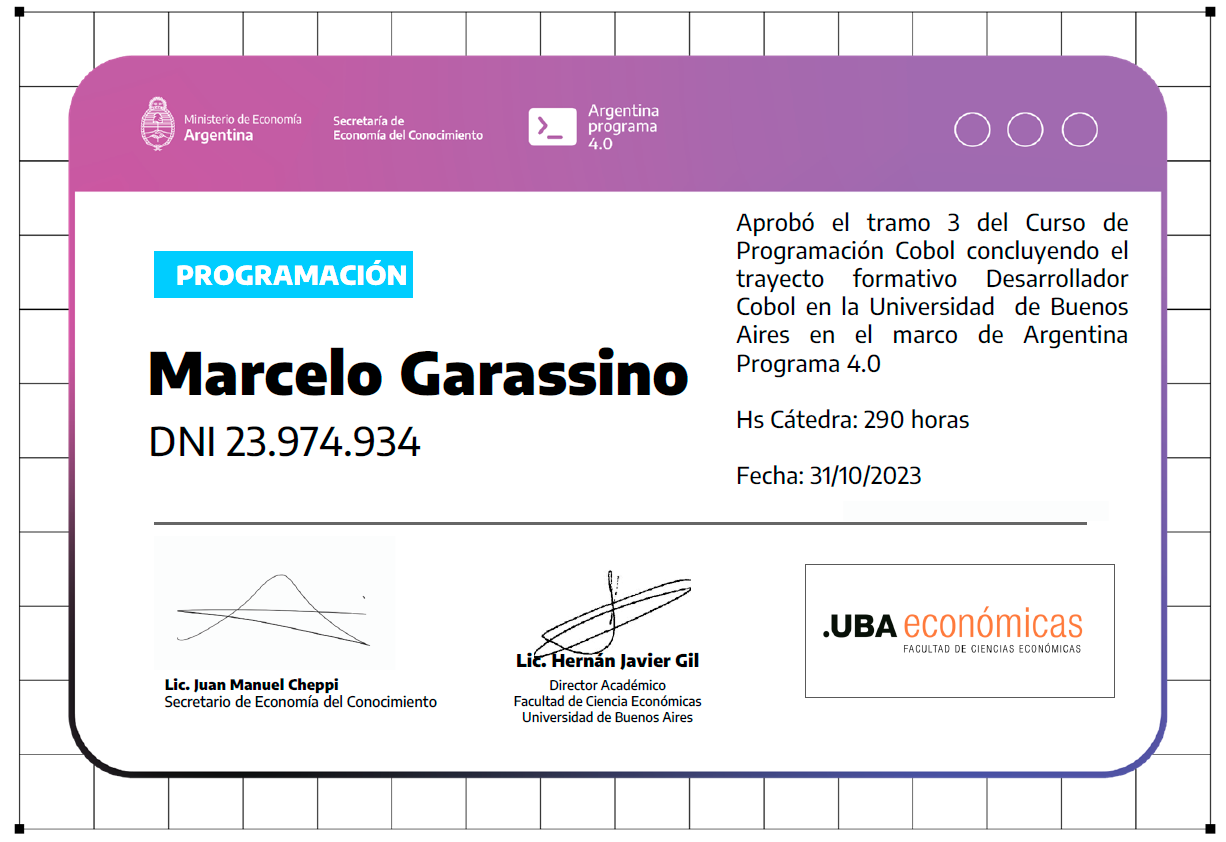 Ministerio de Economía
Argentina
Secretaría de
Economía del Conocimiento
Argentina
programa
4.0
PROGRAMACIÓN
Marcelo Garassino
DNI 23.974.934
Aprobó el tramo 3 del Curso de
Programación Cobol concluyendo el
trayecto formativo Desarrollador
Cobol en la Universidad de Buenos
Aires en el marco de Argentina
Programa 4.0
Hs Cátedra: 290 horas
Fecha: 31/10/2023
Lic. Juan Manuel Cheppi
Secretario de Economía del Conocimiento
Lic. Hernán Javier Gil
Director Académico
Facultad de Ciencia Económicas
Universidad de Buenos Aires
.UBA económicas
FACULTAD DE CIENCIAS ECONÓMICAS